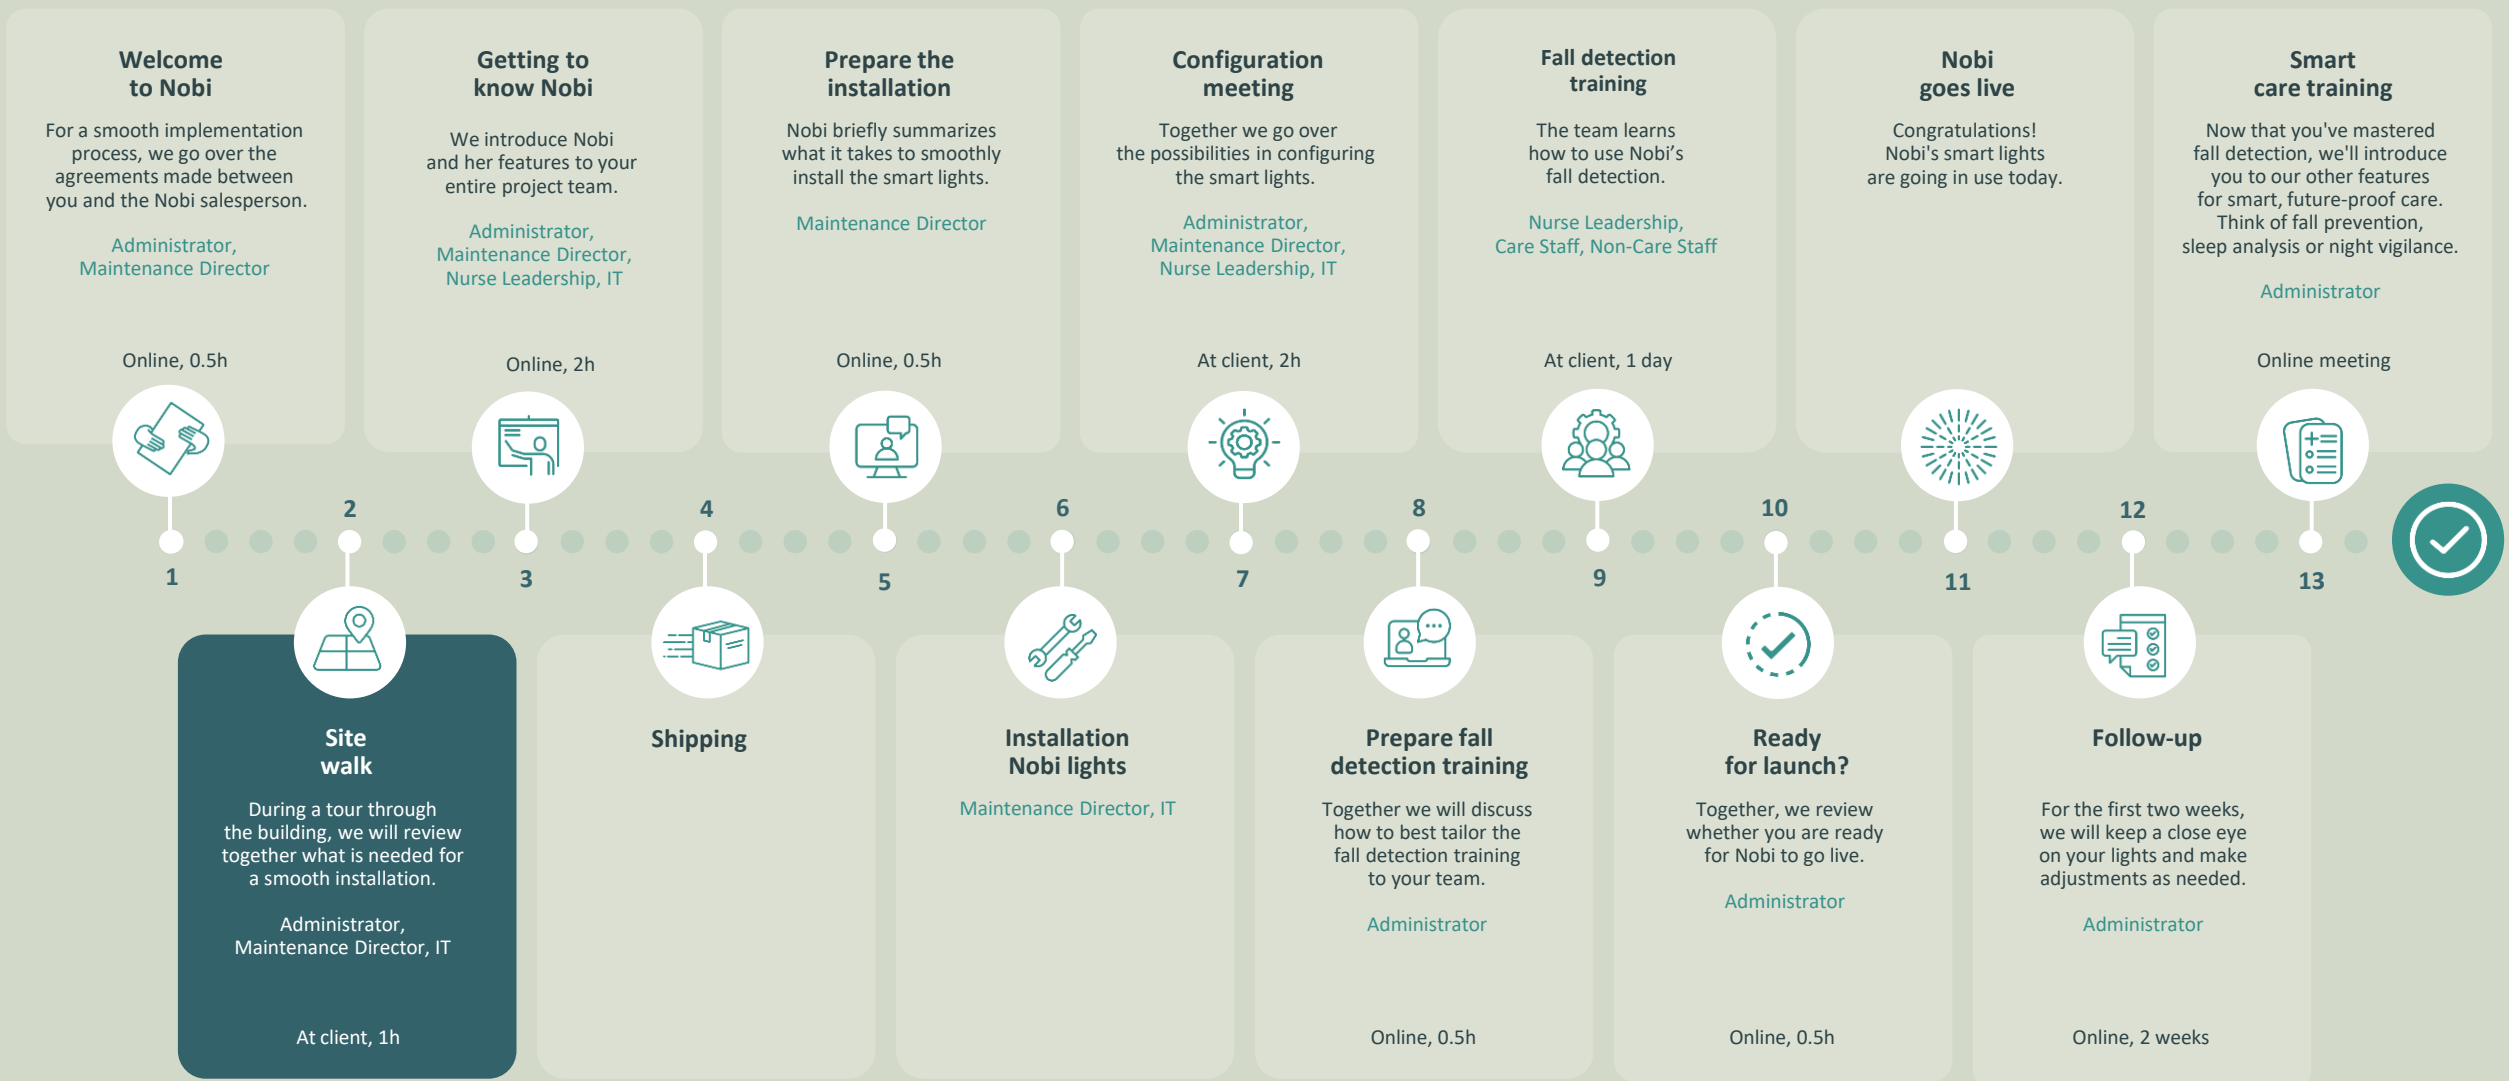 Welcome
to Nobi
For a smooth implementation
process, we go over the
agreements made between
you and the Nobi salesperson.
Administrator,
Maintenance Director
Online, 0.5h
1
2
Site
walk
During a tour through
the building, we will review
together what is needed for
a smooth installation.
Administrator,
Maintenance Director, IT
At client, 1h
Getting to
know Nobi
We introduce Nobi
and her features to your
entire project team.
Administrator,
Maintenance Director,
Nurse Leadership, IT
Online, 2h
3
4
Shipping
Prepare the
installation
Nobi briefly summarizes
what it takes to smoothly
install the smart lights.
Maintenance Director
Online, 0.5h
5
6
Installation
Nobi lights
Maintenance Director, IT
Configuration
meeting
Together we go over
the possibilities in configuring
the smart lights.
Administrator,
Maintenance Director,
Nurse Leadership, IT
At client, 2h
7
8
Prepare fall
detection training
Together we will discuss
how to best tailor the
fall detection training
to your team.
Administrator
Online, 0.5h
Fall detection
training
The team learns
how to use Nobi’s
fall detection.
Nurse Leadership,
Care Staff, Non-Care Staff
At client, 1 day
9
10
Ready
for launch?
Together, we review
whether you are ready
for Nobi to go live.
Administrator
Online, 0.5h
Nobi
goes live
Congratulations!
Nobi's smart lights
are going in use today.
11
12
Follow-up
For the first two weeks,
we will keep a close eye
on your lights and make
adjustments as needed.
Administrator
Online, 2 weeks
Smart
care training
Now that you've mastered
fall detection, we'll introduce
you to our other features
for smart, future-proof care.
Think of fall prevention,
sleep analysis or night vigilance.
Administrator
Online meeting
13